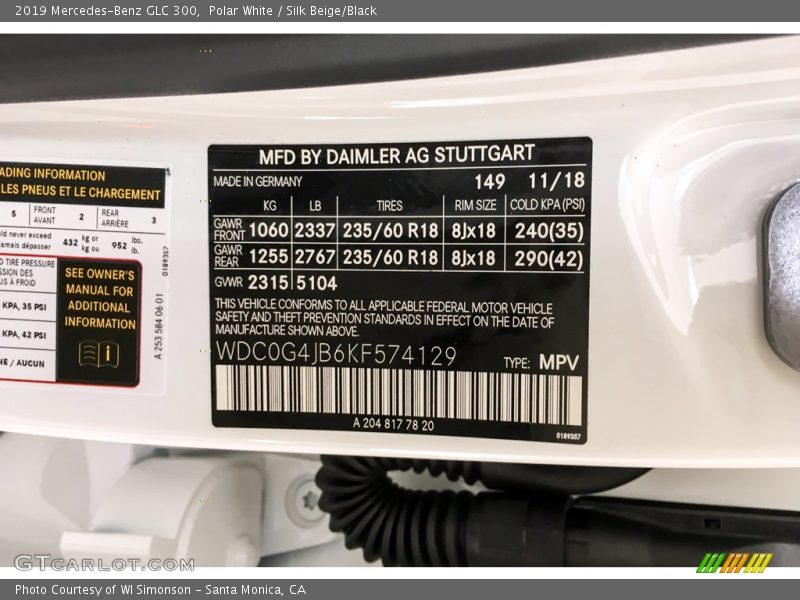 2019 Mercedes-Benz GLC 300, Polar White / Silk Beige/Black
ADING INFORMATION
LES PNEUS ET LE CHARGEMENT
5 FRONT AVANT 2 REAR ARRIÈRE 3
uld never exceed
jamais dépasser 432 kg or kg ou 952 lbs. lb.
D TIRE PRESSURE
SSION DES
US À FROID
KPA, 35 PSI
KPA, 42 PSI
NE / AUCUN
SEE OWNER'S
MANUAL FOR
ADDITIONAL
INFORMATION
i
A 253 584 06 01
0189357
MFD BY DAIMLER AG STUTTGART
MADE IN GERMANY 149 11/18
KG LB TIRES RIM SIZE COLD KPA (PSI)
GAWR FRONT 1060 2337 235/60 R18 8Jx18 240(35)
GAWR REAR 1255 2767 235/60 R18 8Jx18 290(42)
GVWR 2315 5104
THIS VEHICLE CONFORMS TO ALL APPLICABLE FEDERAL MOTOR VEHICLE
SAFETY AND THEFT PREVENTION STANDARDS IN EFFECT ON THE DATE OF
MANUFACTURE SHOWN ABOVE.
WDC0G4JB6KF574129 TYPE: MPV
A 204 817 78 20
0189357
GTCARLOT.COM
Photo Courtesy of WI Simonson - Santa Monica, CA